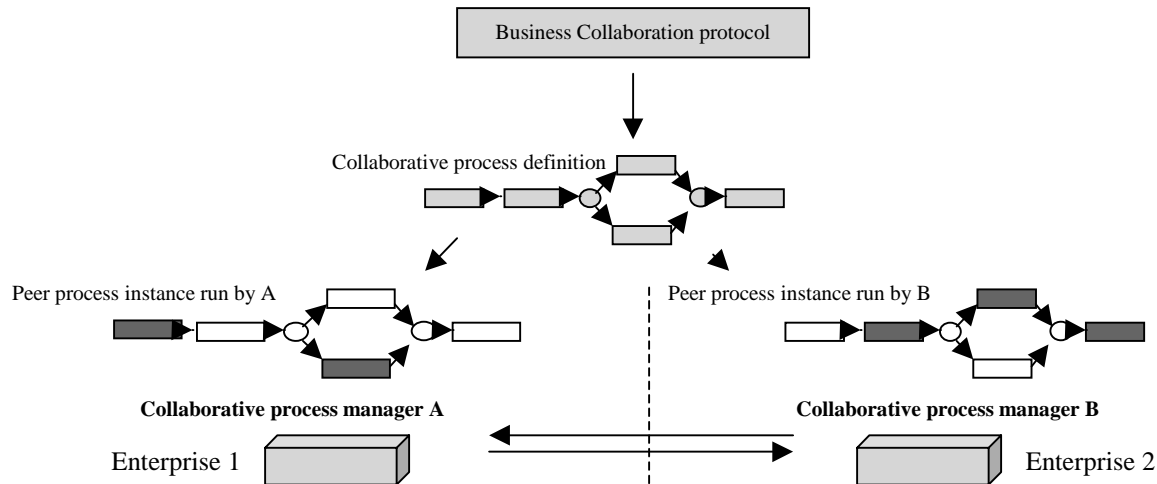 Business Collaboration protocol
Collaborative process definition
Peer process instance run by A
Peer process instance run by B
Collaborative process manager A
Collaborative process manager B
Enterprise 1
Enterprise 2